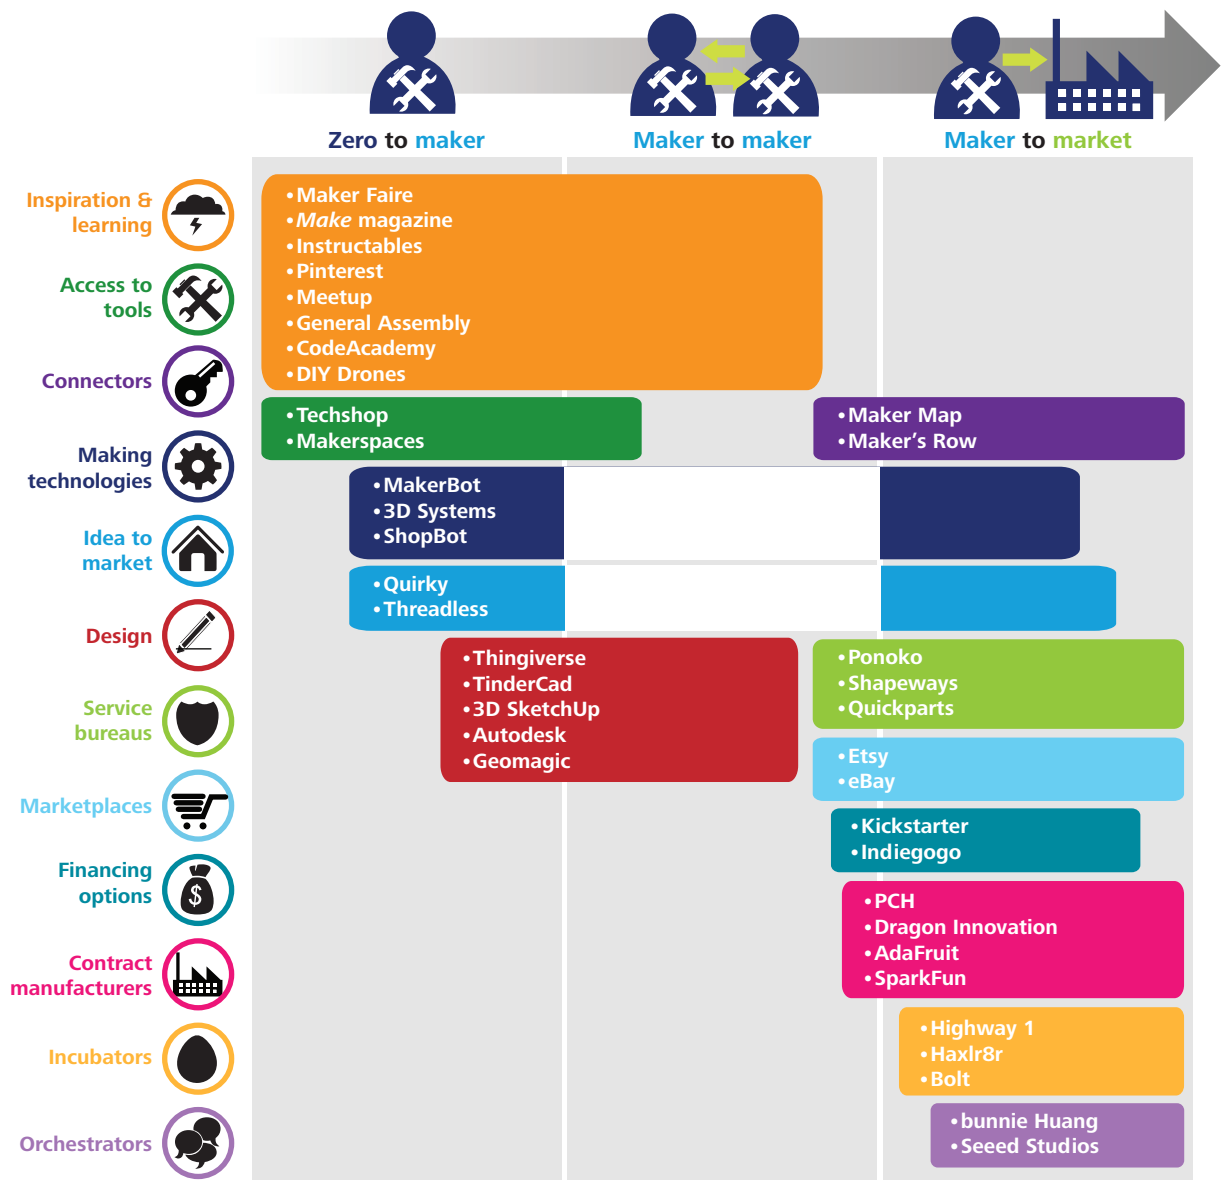 Zero to maker
Maker to maker
Maker to market
Inspiration &
learning
Access to
tools
Connectors
Making
technologies
Idea to
market
Design
Service
bureaus
Marketplaces
Financing
options
$
Contract
manufacturers
Incubators
Orchestrators
•Maker Faire
•Make magazine
•Instructables
•Pinterest
•Meetup
•General Assembly
•CodeAcademy
•DIY Drones
•Techshop
•Makerspaces
•Maker Map
•Maker’s Row
•MakerBot
•3D Systems
•ShopBot
•Quirky
•Threadless
•Thingiverse
•TinderCad
•3D SketchUp
•Autodesk
•Geomagic
•Ponoko
•Shapeways
•Quickparts
•Etsy
•eBay
•Kickstarter
•Indiegogo
•PCH
•Dragon Innovation
•AdaFruit
•SparkFun
•Highway 1
•Haxlr8r
•Bolt
•bunnie Huang
•Seeed Studios